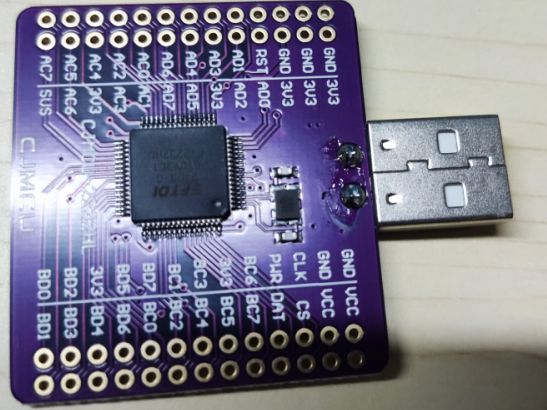 AC7 AC5 AC4 AC2 AC0 AD6 AD5 AD3 AD1 RST GND GND GND
SUS AC6 3V3 AC3 AC1 AD7 AD4 3V3 AD2 AD0 3V3 3V3 3V3
CJMCU
FTDI
BD0 BD2 3V3 BD5 BD7 BC1 BC3 3V3 BC6 PWR CLK GND GND
BD1 BD3 BD4 BD6 BC0 BC2 BC4 BC5 BC7 DAT CS VCC VCC